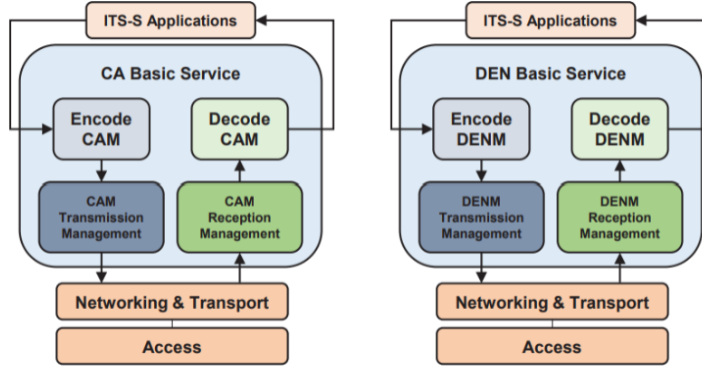 ITS-S Applications
CA Basic Service
Encode
CAM
Decode
CAM
CAM
Transmission
Management
CAM
Reception
Management
Networking & Transport
Access
ITS-S Applications
DEN Basic Service
Encode
DENM
Decode
DENM
DENM
Transmission
Management
DENM
Reception
Management
Networking & Transport
Access